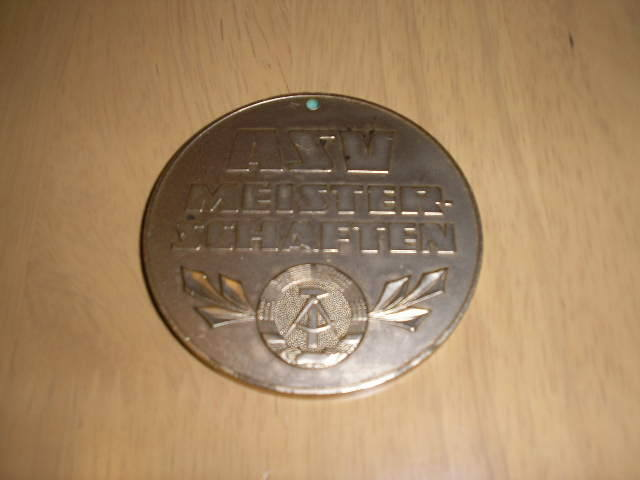 ASV
MEISTER-
SCHAFTEN